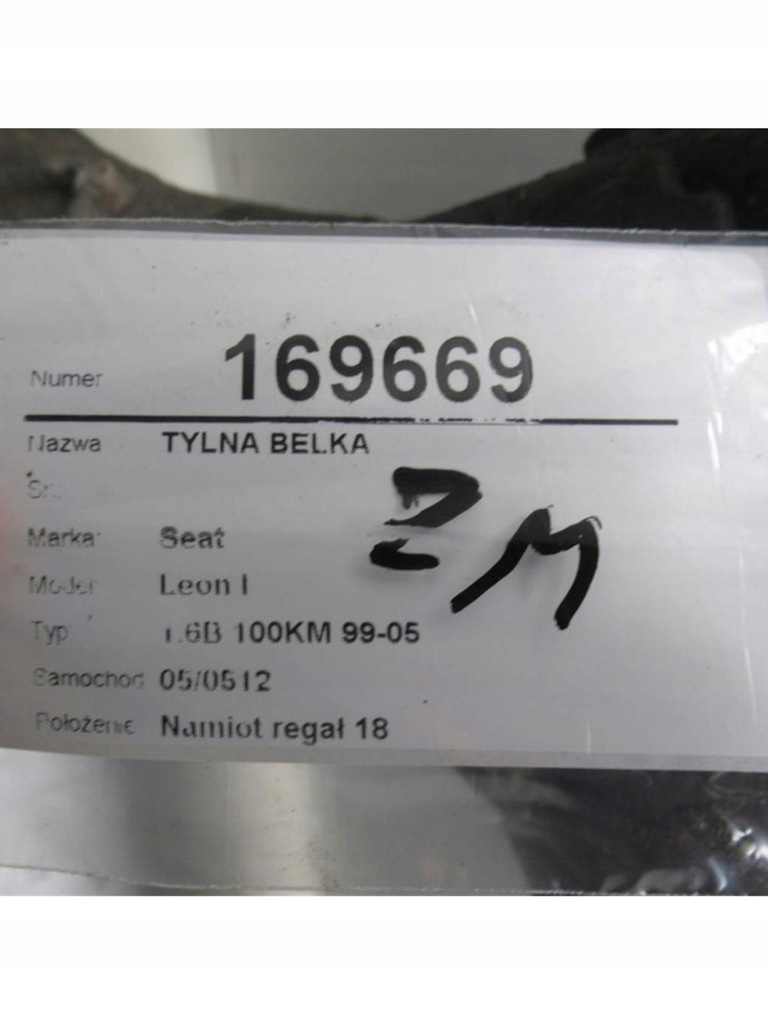 Numer 169669
Nazwa TYLNA BELKA
Marka Seat
Model Leon I
Typ 1.6B 100KM 99-05
Samochod 05/0512
Położenie Namiot regał 18
ZM